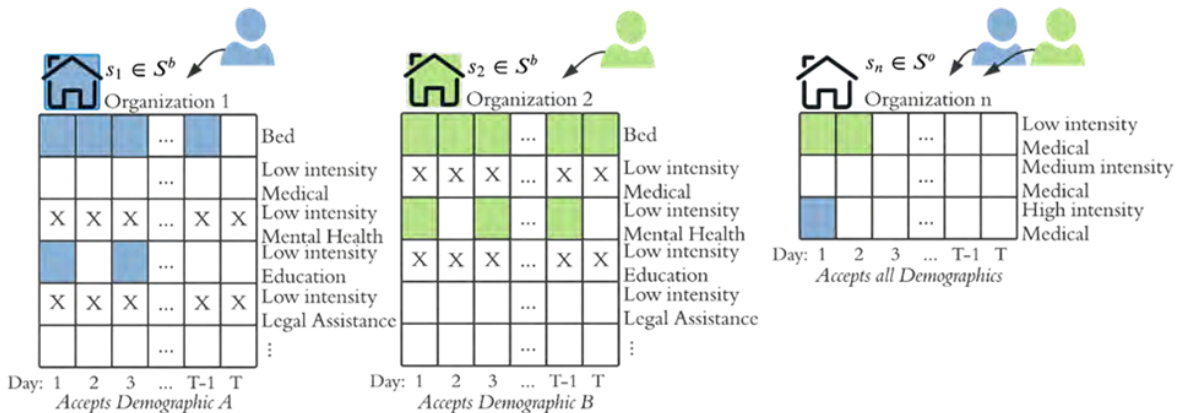 s₁ ∈ Sᵇ
Organization 1
... Bed
... Low intensity
Medical
X X X ... X X Low intensity
Mental Health
... Low intensity
Education
X X X ... X X Low intensity
Legal Assistance
... ⋮
Day: 1 2 3 ... T-1 T
Accepts Demographic A
s₂ ∈ Sᵇ
Organization 2
... Bed
X X X ... X X Low intensity
Medical
... Low intensity
Mental Health
X X X ... X X Low intensity
Education
... Low intensity
Legal Assistance
... ⋮
Day: 1 2 3 ... T-1 T
Accepts Demographic B
sₙ ∈ Sᵒ
Organization n
... Low intensity
Medical
... Medium intensity
Medical
... High intensity
Medical
Day: 1 2 3 ... T-1 T
Accepts all Demographics